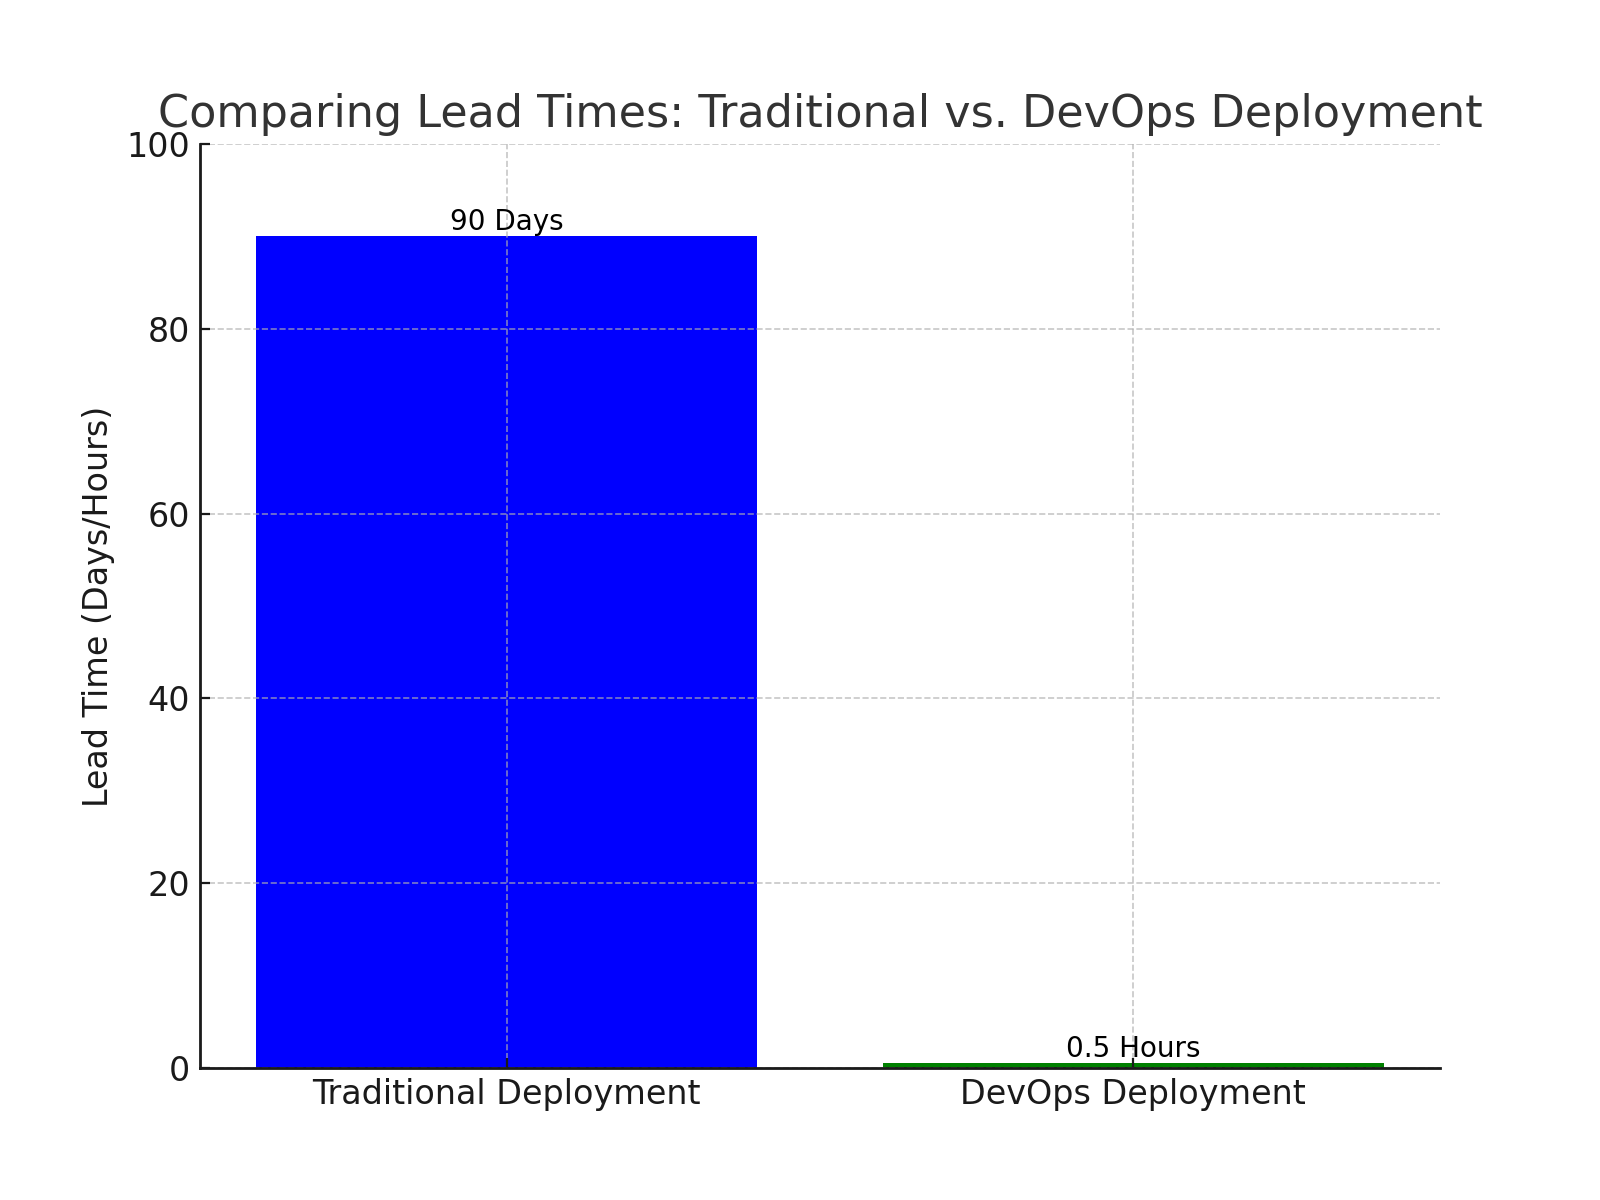 Comparing Lead Times: Traditional vs. DevOps Deployment
100
90 Days
80
60
Lead Time (Days/Hours)
40
20
0.5 Hours
0
Traditional Deployment
DevOps Deployment